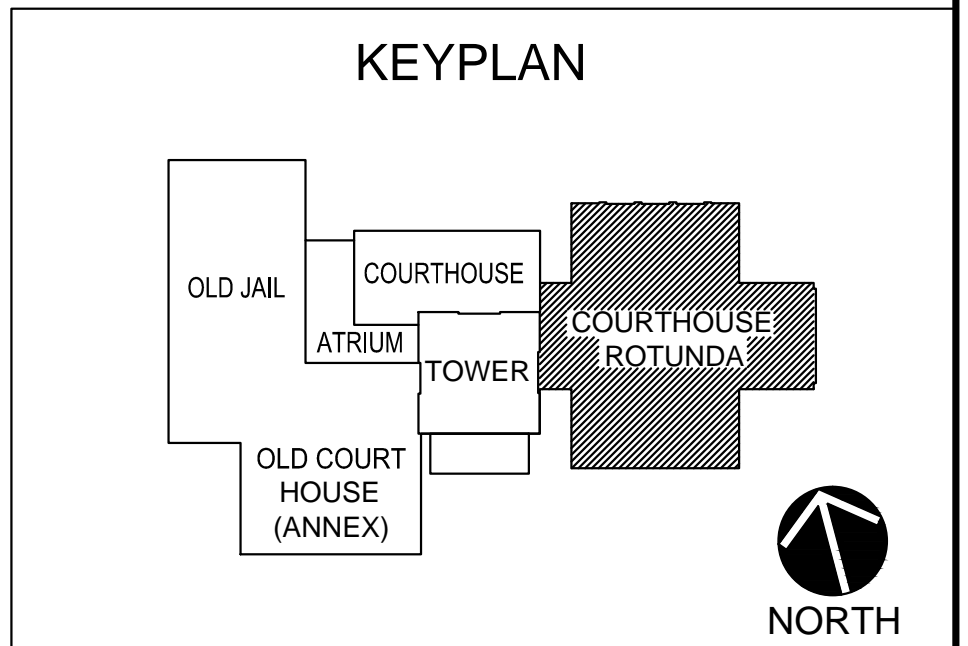 KEYPLAN
OLD JAIL
COURTHOUSE
ATRIUM
TOWER
COURTHOUSE
ROTUNDA
OLD COURT
HOUSE
(ANNEX)
NORTH